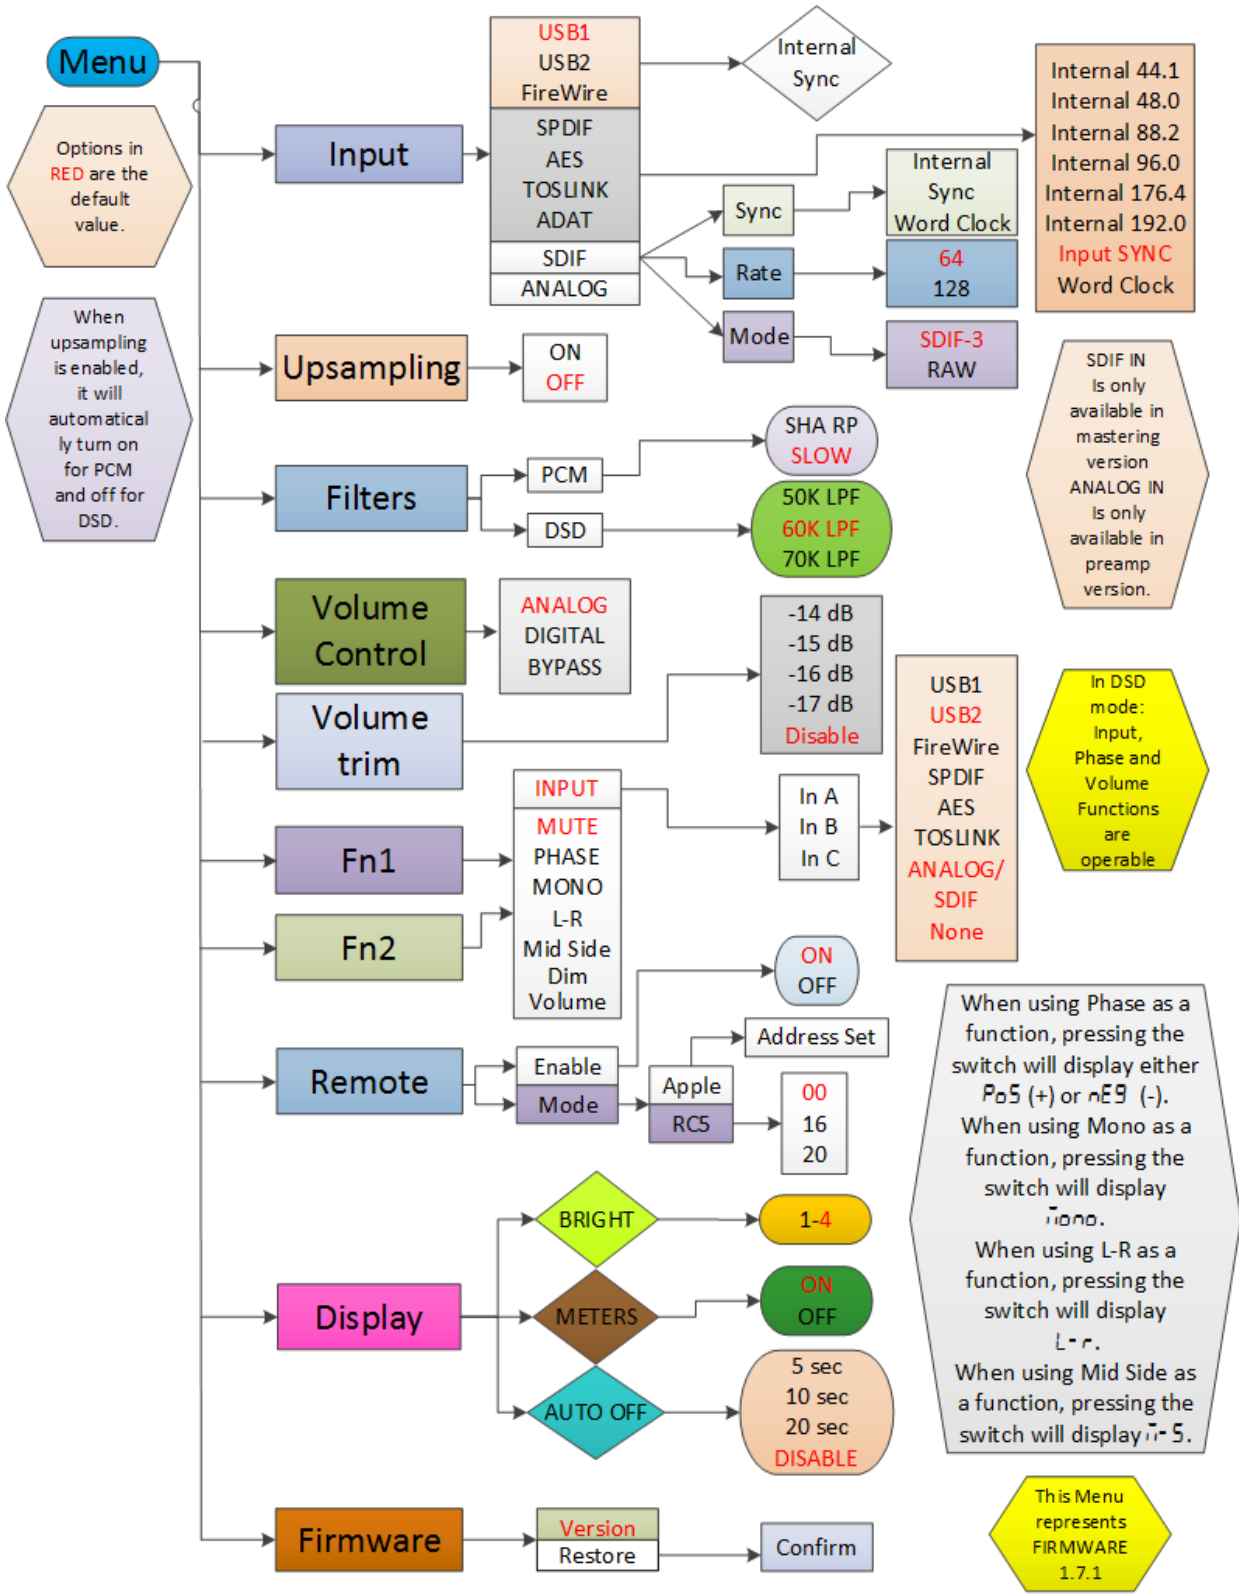 Menu
Options in
RED are the
default
value.
When
upsampling
is enabled,
it will
automatical
ly turn on
for PCM
and off for
DSD.
Input
USB1
USB2
FireWire
SPDIF
AES
TOSLINK
ADAT
SDIF
ANALOG
Internal
Sync
Internal 44.1
Internal 48.0
Internal 88.2
Internal 96.0
Internal 176.4
Internal 192.0
Input SYNC
Word Clock
Sync
Internal
Sync
Word Clock
Rate
64
128
Mode
SDIF-3
RAW
SDIF IN
Is only
available in
mastering
version
ANALOG IN
Is only
available in
preamp
version.
Upsampling
ON
OFF
Filters
PCM
SHA RP
SLOW
DSD
50K LPF
60K LPF
70K LPF
Volume
Control
ANALOG
DIGITAL
BYPASS
Volume
trim
-14 dB
-15 dB
-16 dB
-17 dB
Disable
In DSD
mode:
Input,
Phase and
Volume
Functions
are
operable
Fn1
Fn2
INPUT
MUTE
PHASE
MONO
L-R
Mid Side
Dim
Volume
In A
In B
In C
USB1
USB2
FireWire
SPDIF
AES
TOSLINK
ANALOG/
SDIF
None
Remote
Enable
Mode
ON
OFF
Apple
RC5
Address Set
00
16
20
When using Phase as a
function, pressing the
switch will display either
PoS (+) or nEg (-).
When using Mono as a
function, pressing the
switch will display
mono.
When using L-R as a
function, pressing the
switch will display
L-r.
When using Mid Side as
a function, pressing the
switch will display m-S.
Display
BRIGHT
1-4
METERS
ON
OFF
AUTO OFF
5 sec
10 sec
20 sec
DISABLE
Firmware
Version
Restore
Confirm
This Menu
represents
FIRMWARE
1.7.1